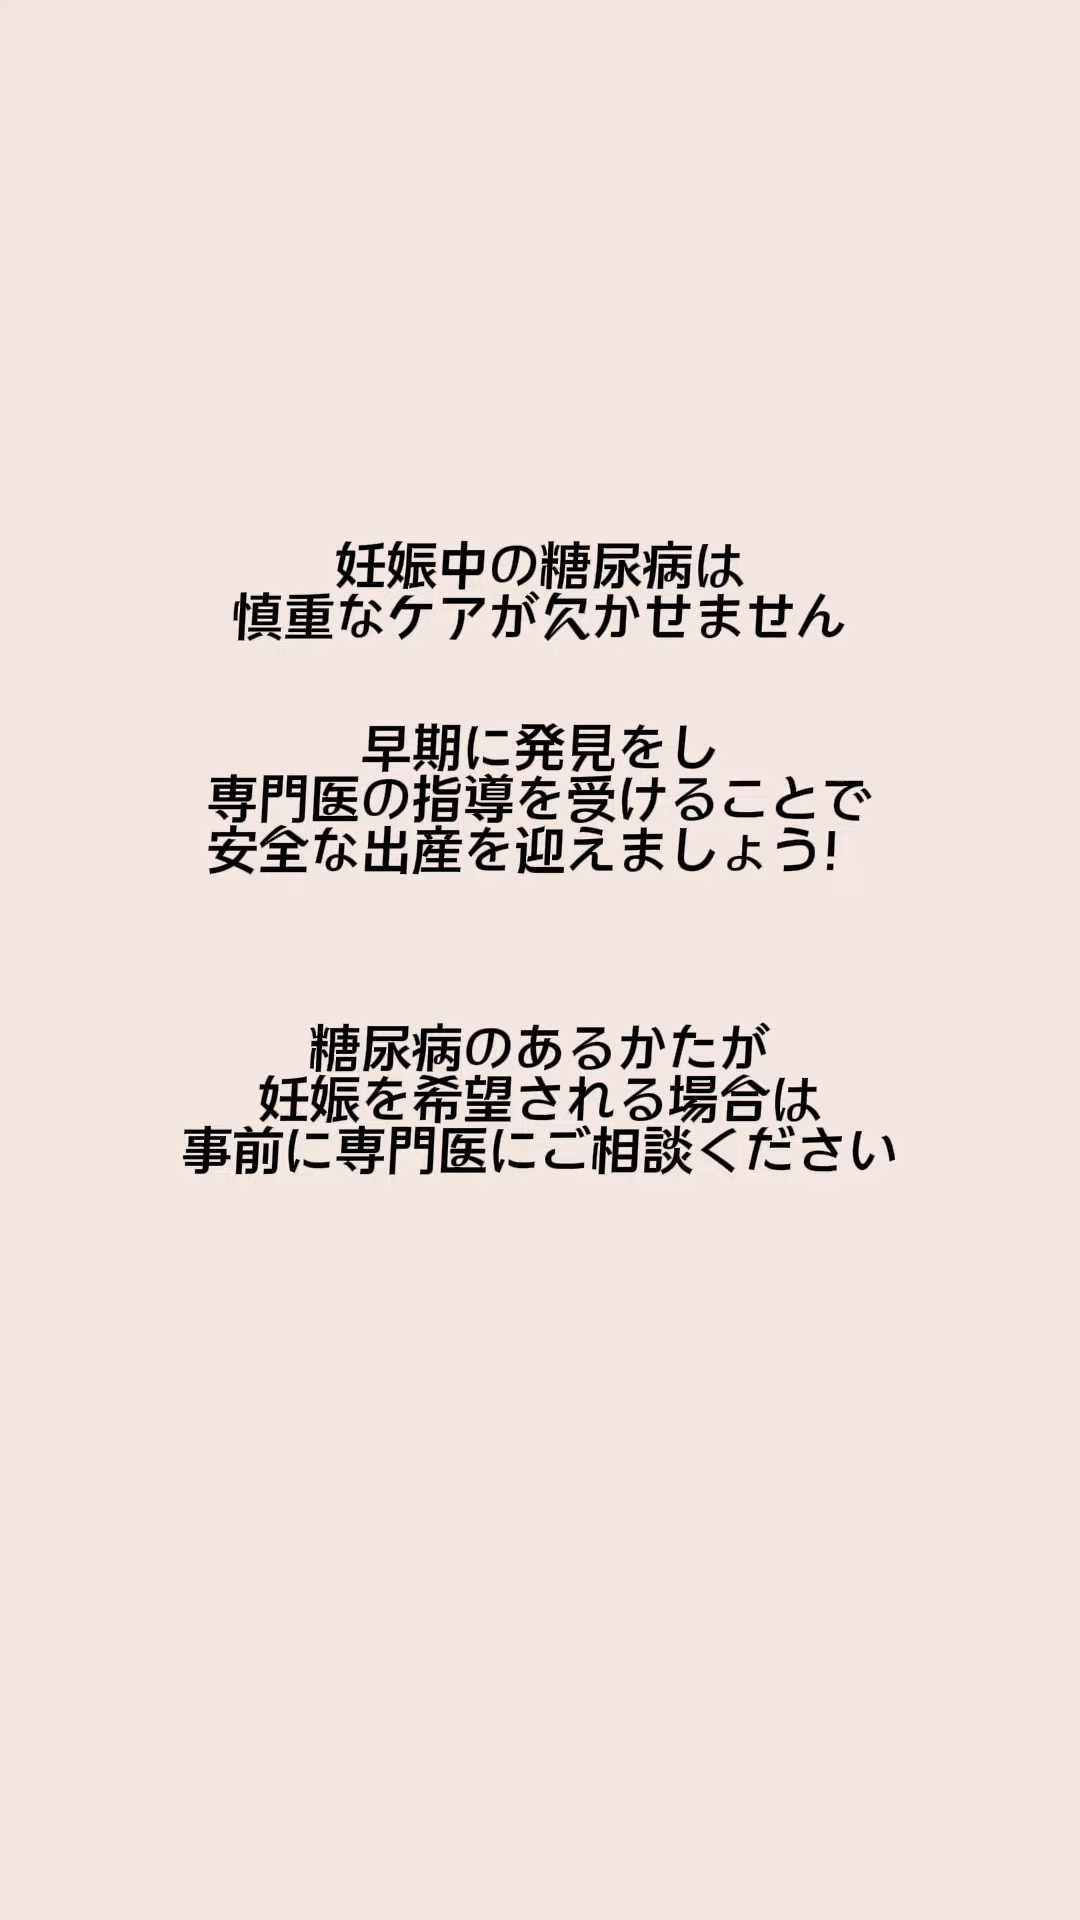 妊娠中の糖尿病は
慎重なケアが欠かせません
早期に発見をし
専門医の指導を受けることで
安全な出産を迎えましょう!
糖尿病のあるかたが
妊娠を希望される場合は
事前に専門医にご相談ください